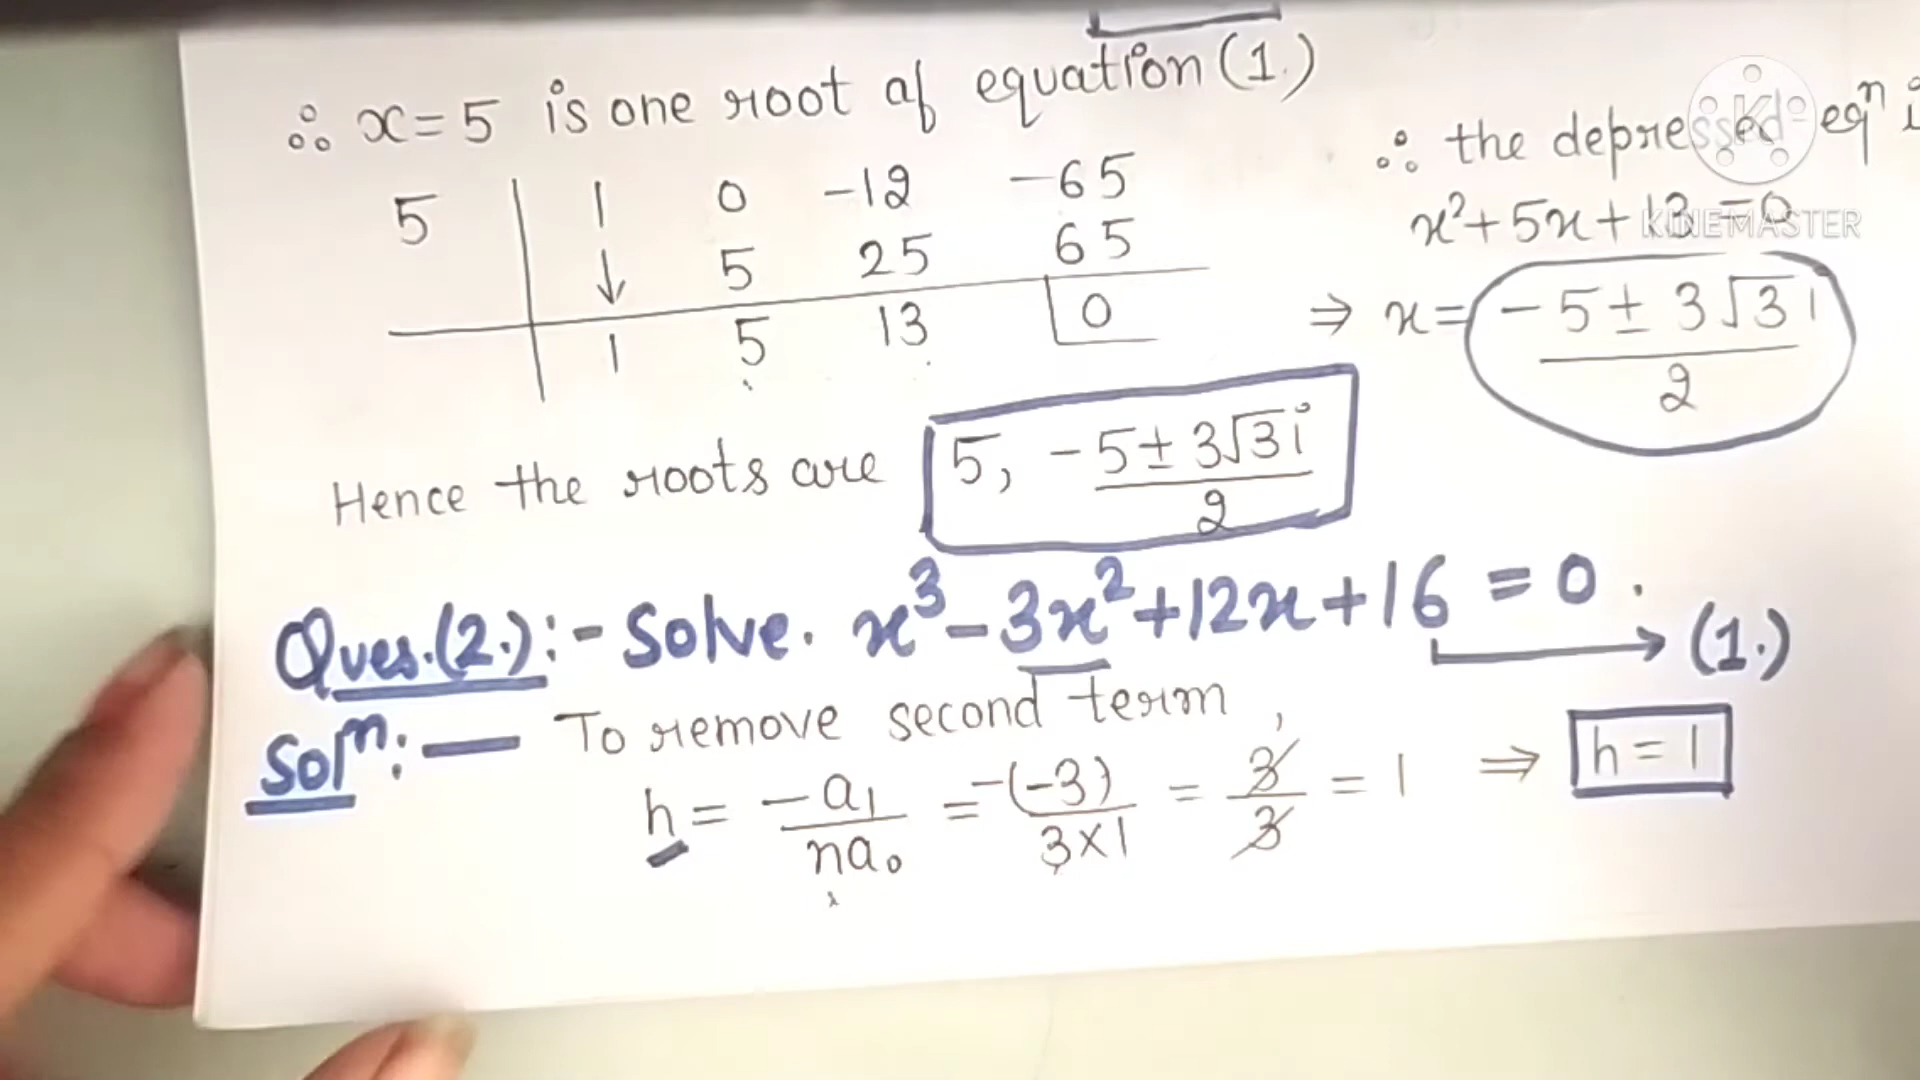 ∴ x = 5 is one root of equation (1.)
5 | 1 0 -12 -65
↓ 5 25 65
1 5 13 0
∴ the depressed eqⁿ i
x² + 5x + 13 = 0
⇒ x = (-5 ± 3√3 i)/2
KINEMASTER
Hence the roots are 5, (-5 ± 3√3 i)/2
Ques.(2.):- Solve. x³ - 3x² + 12x + 16 = 0. → (1.)
Solⁿ:— To remove second term,
h = -a₁/na₀ = -(-3)/3×1 = 3/3 = 1 ⇒ h = 1